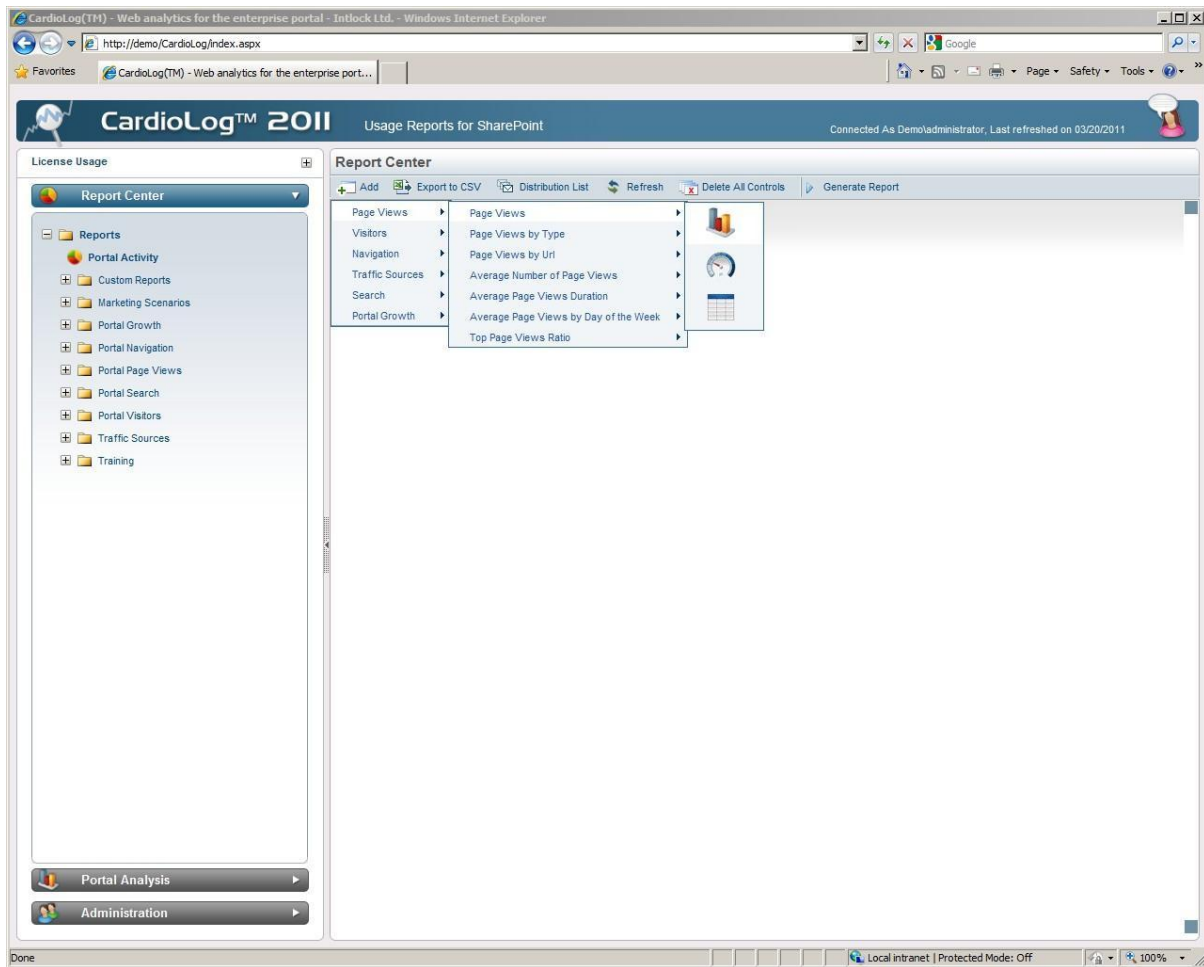 CardioLog(TM) - Web analytics for the enterprise portal - Intlock Ltd. - Windows Internet Explorer
http://demo/CardioLog/index.aspx
Google
Favorites
CardioLog(TM) - Web analytics for the enterprise port...
Page
Safety
Tools
CardioLog™ 2011
Usage Reports for SharePoint
Connected As Demo\administrator, Last refreshed on 03/20/2011
License Usage
Report Center
Reports
Portal Activity
Custom Reports
Marketing Scenarios
Portal Growth
Portal Navigation
Portal Page Views
Portal Search
Portal Visitors
Traffic Sources
Training
Portal Analysis
Administration
Report Center
Add Export to CSV Distribution List Refresh Delete All Controls Generate Report
Page Views
Visitors
Navigation
Traffic Sources
Search
Portal Growth
Page Views
Page Views by Type
Page Views by Url
Average Number of Page Views
Average Page Views Duration
Average Page Views by Day of the Week
Top Page Views Ratio
Done
Local intranet | Protected Mode: Off
100%